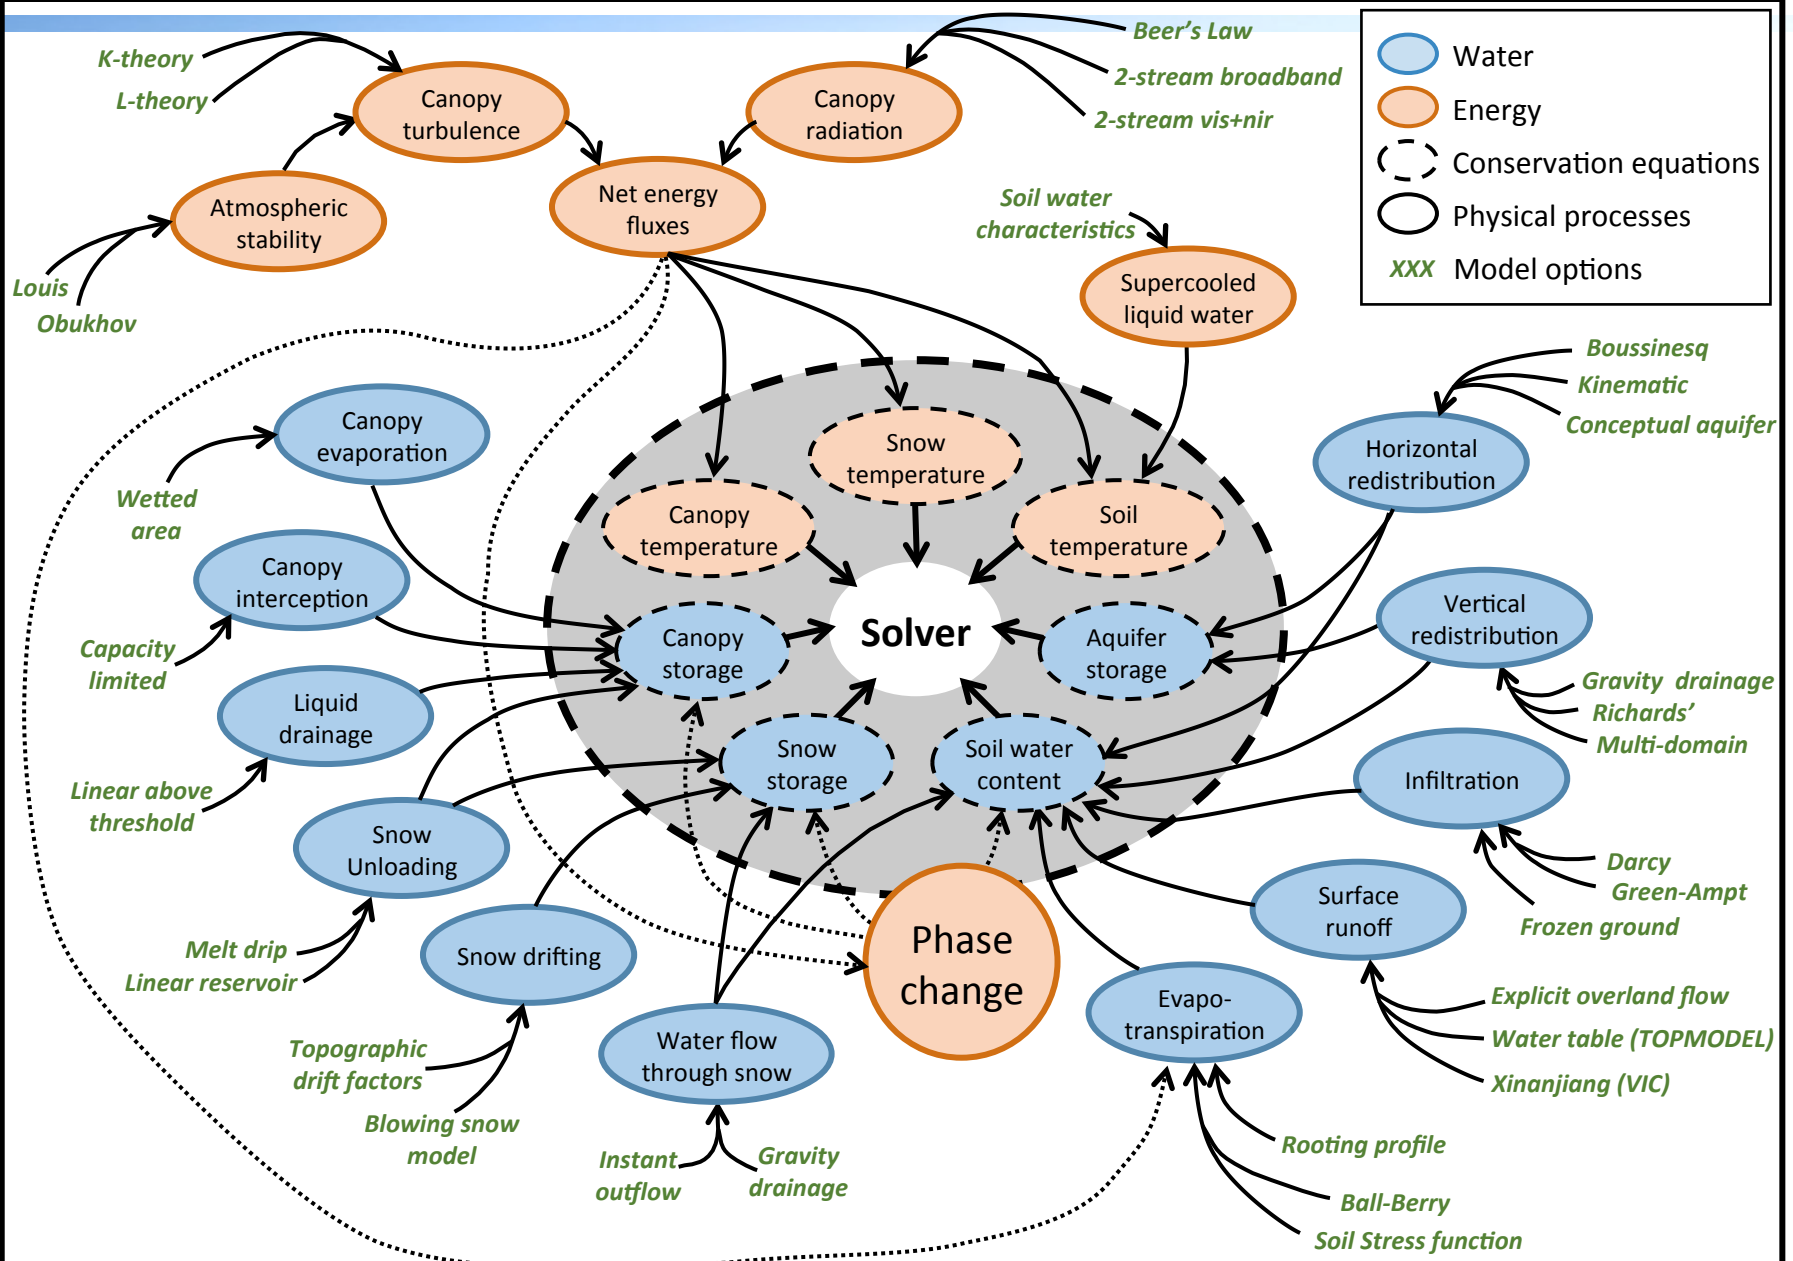 Beer's Law
K-theory
2-stream broadband
L-theory
Canopy
turbulence
Canopy
radiation
2-stream vis+nir
Water
Energy
Conservation equations
Physical processes
XXX Model options
Atmospheric
stability
Net energy
fluxes
Soil water
characteristics
Louis
Obukhov
Supercooled
liquid water
Boussinesq
Kinematic
Conceptual aquifer
Canopy
evaporation
Snow
temperature
Horizontal
redistribution
Wetted
area
Canopy
temperature
Soil
temperature
Canopy
interception
Vertical
redistribution
Capacity
limited
Canopy
storage
Solver
Aquifer
storage
Gravity drainage
Richards'
Multi-domain
Liquid
drainage
Linear above
threshold
Snow
storage
Soil water
content
Infiltration
Snow
Unloading
Darcy
Green-Ampt
Frozen ground
Surface
runoff
Melt drip
Linear reservoir
Snow drifting
Phase
change
Evapo-
transpiration
Explicit overland flow
Water table (TOPMODEL)
Xinanjiang (VIC)
Topographic
drift factors
Water flow
through snow
Blowing snow
model
Instant
outflow
Gravity
drainage
Rooting profile
Ball-Berry
Soil Stress function